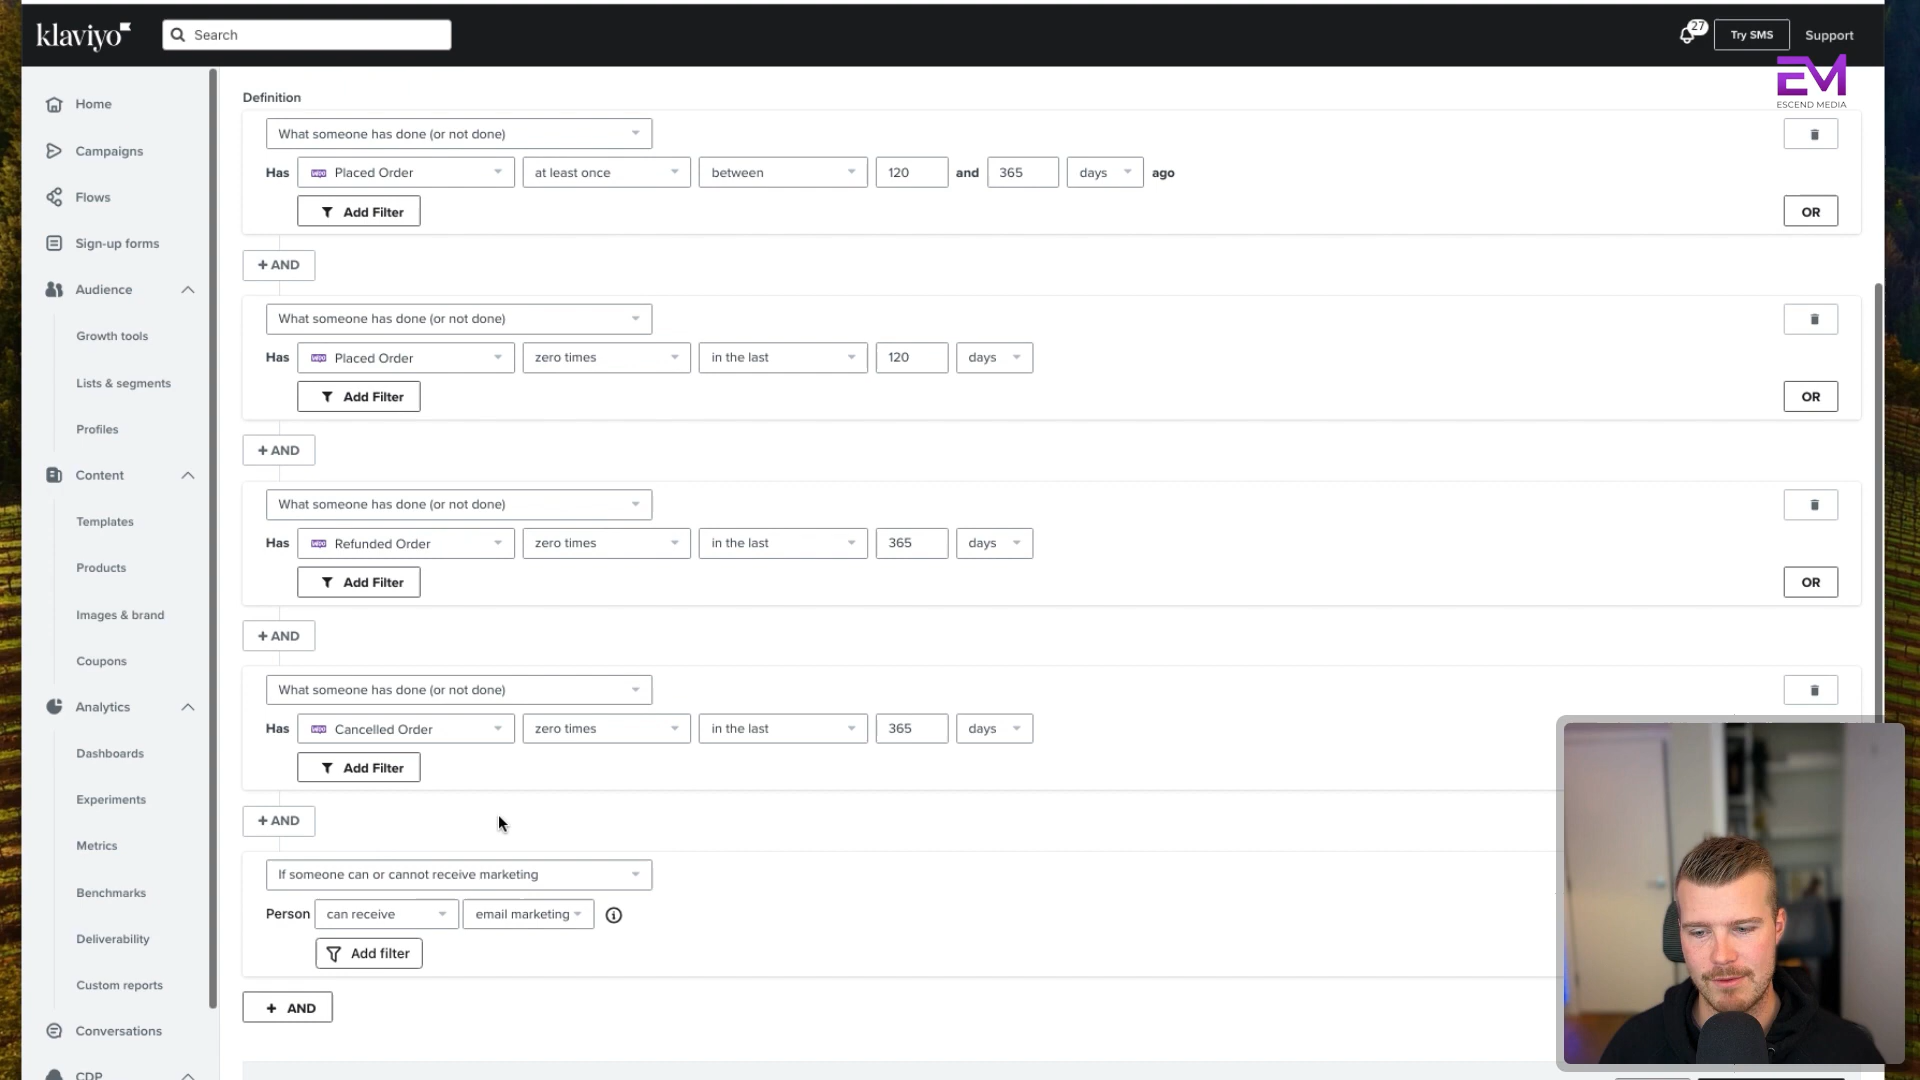 klaviyo
Search
27
Try SMS
Support
EM
ESCEND MEDIA
Home
Campaigns
Flows
Sign-up forms
Audience
Growth tools
Lists & segments
Profiles
Content
Templates
Products
Images & brand
Coupons
Analytics
Dashboards
Experiments
Metrics
Benchmarks
Deliverability
Custom reports
Conversations
CDP
Definition
What someone has done (or not done)
Has Placed Order at least once between 120 and 365 days ago
Add Filter OR
+ AND
What someone has done (or not done)
Has Placed Order zero times in the last 120 days
Add Filter OR
+ AND
What someone has done (or not done)
Has Refunded Order zero times in the last 365 days
Add Filter OR
+ AND
What someone has done (or not done)
Has Cancelled Order zero times in the last 365 days
Add Filter
+ AND
If someone can or cannot receive marketing
Person can receive email marketing
Add filter
+ AND